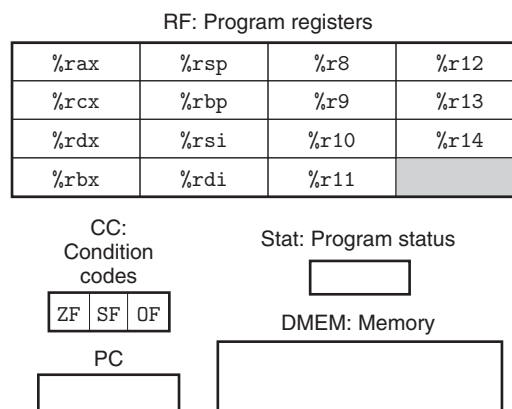 RF: Program registers
%rax %rsp %r8 %r12
%rcx %rbp %r9 %r13
%rdx %rsi %r10 %r14
%rbx %rdi %r11
CC:
Condition
codes
ZF SF OF
Stat: Program status
DMEM: Memory
PC